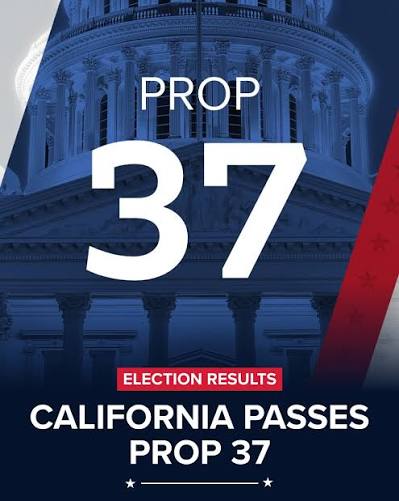 PROP
37
ELECTION RESULTS
CALIFORNIA PASSES
PROP 37